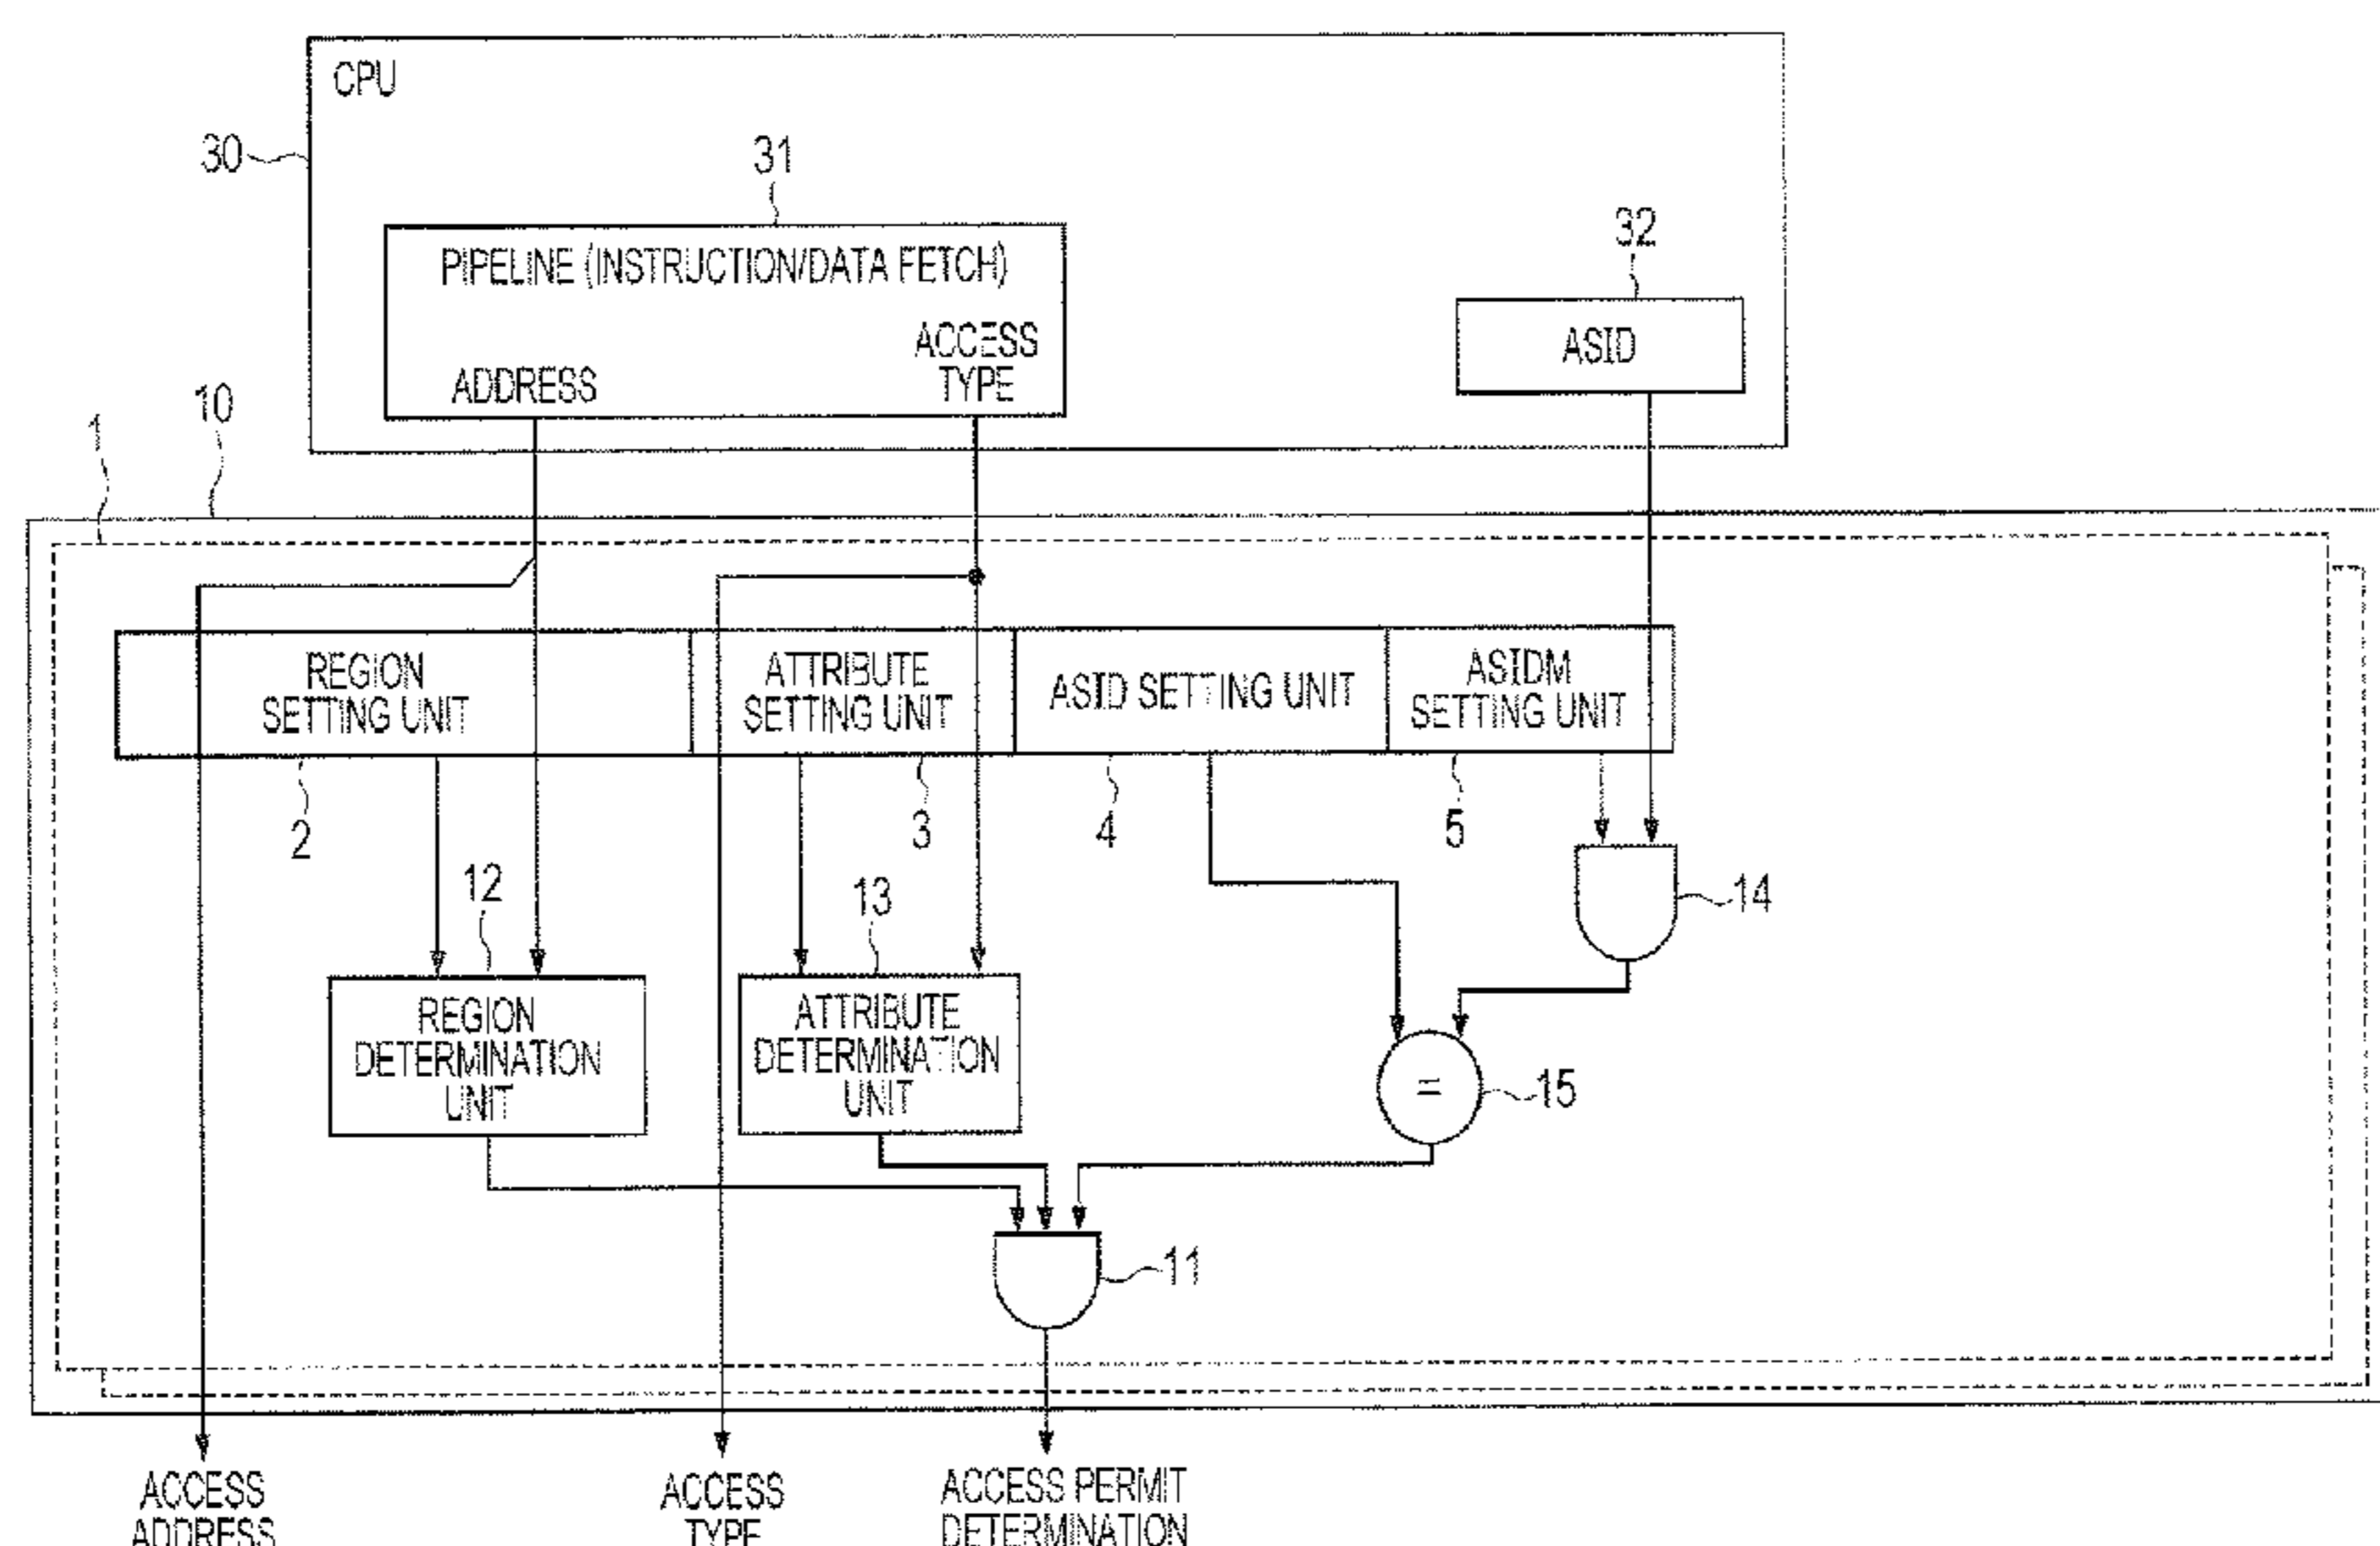 CPU
30
31
PIPELINE (INSTRUCTION/DATA FETCH)
ADDRESS
ACCESS
TYPE
32
ASID
1
10
REGION
SETTING UNIT
ATTRIBUTE
SETTING UNIT
ASID SETTING UNIT
ASIDM
SETTING UNIT
2
3
4
5
12
13
14
REGION
DETERMINATION
UNIT
ATTRIBUTE
DETERMINATION
UNIT
=
15
11
ACCESS
ADDRESS
ACCESS
TYPE
ACCESS PERMIT
DETERMINATION